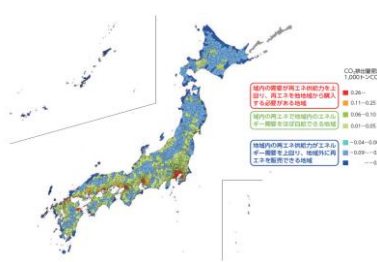 CO₂排出量密
1,000トンCO
域内の需要が再エネ供給力を上
回り、再エネを他地域から購入
する必要がある地域
0.26~
0.11~0.25
域内の再エネで地域内のエネル
ギー需要をほぼ自給できる地域
0.06~0.10
0.01~0.05
地域内の再エネ供給力がエネル
ギー需要を上回り、地域外に再
エネを販売できる地域